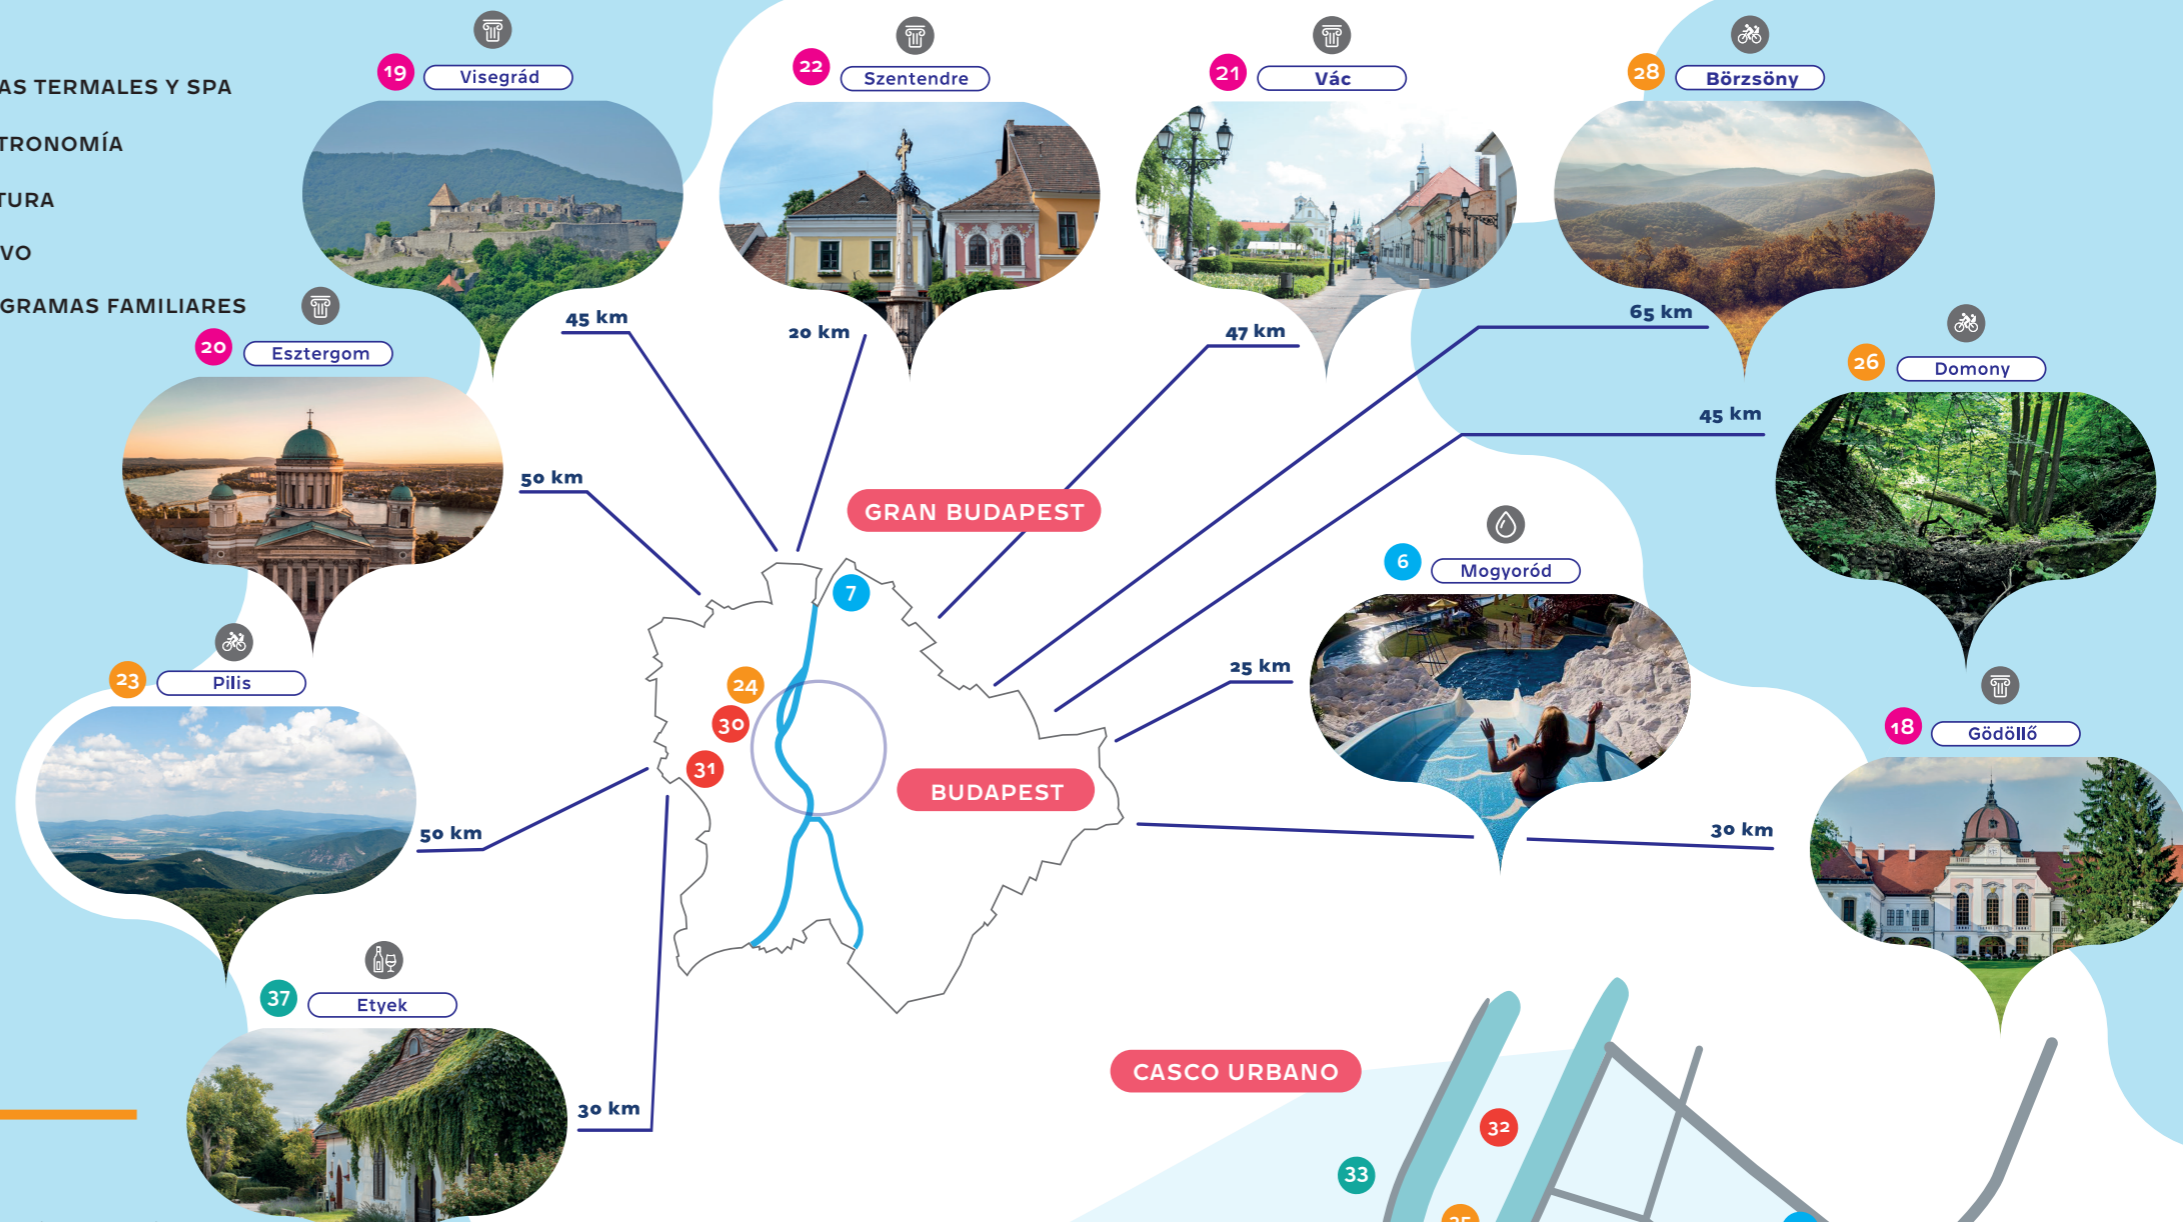 AS TERMALES Y SPA
TRONOMÍA
TURA
VO
GRAMAS FAMILIARES
19 Visegrád
22 Szentendre
21 Vác
28 Börzsöny
45 km
20 km
47 km
65 km
20 Esztergom
26 Domony
45 km
50 km
GRAN BUDAPEST
6 Mogyoród
7
23 Pilis
24
30
31
25 km
18 Gödöllő
BUDAPEST
50 km
30 km
37 Etyek
30 km
CASCO URBANO
32
33